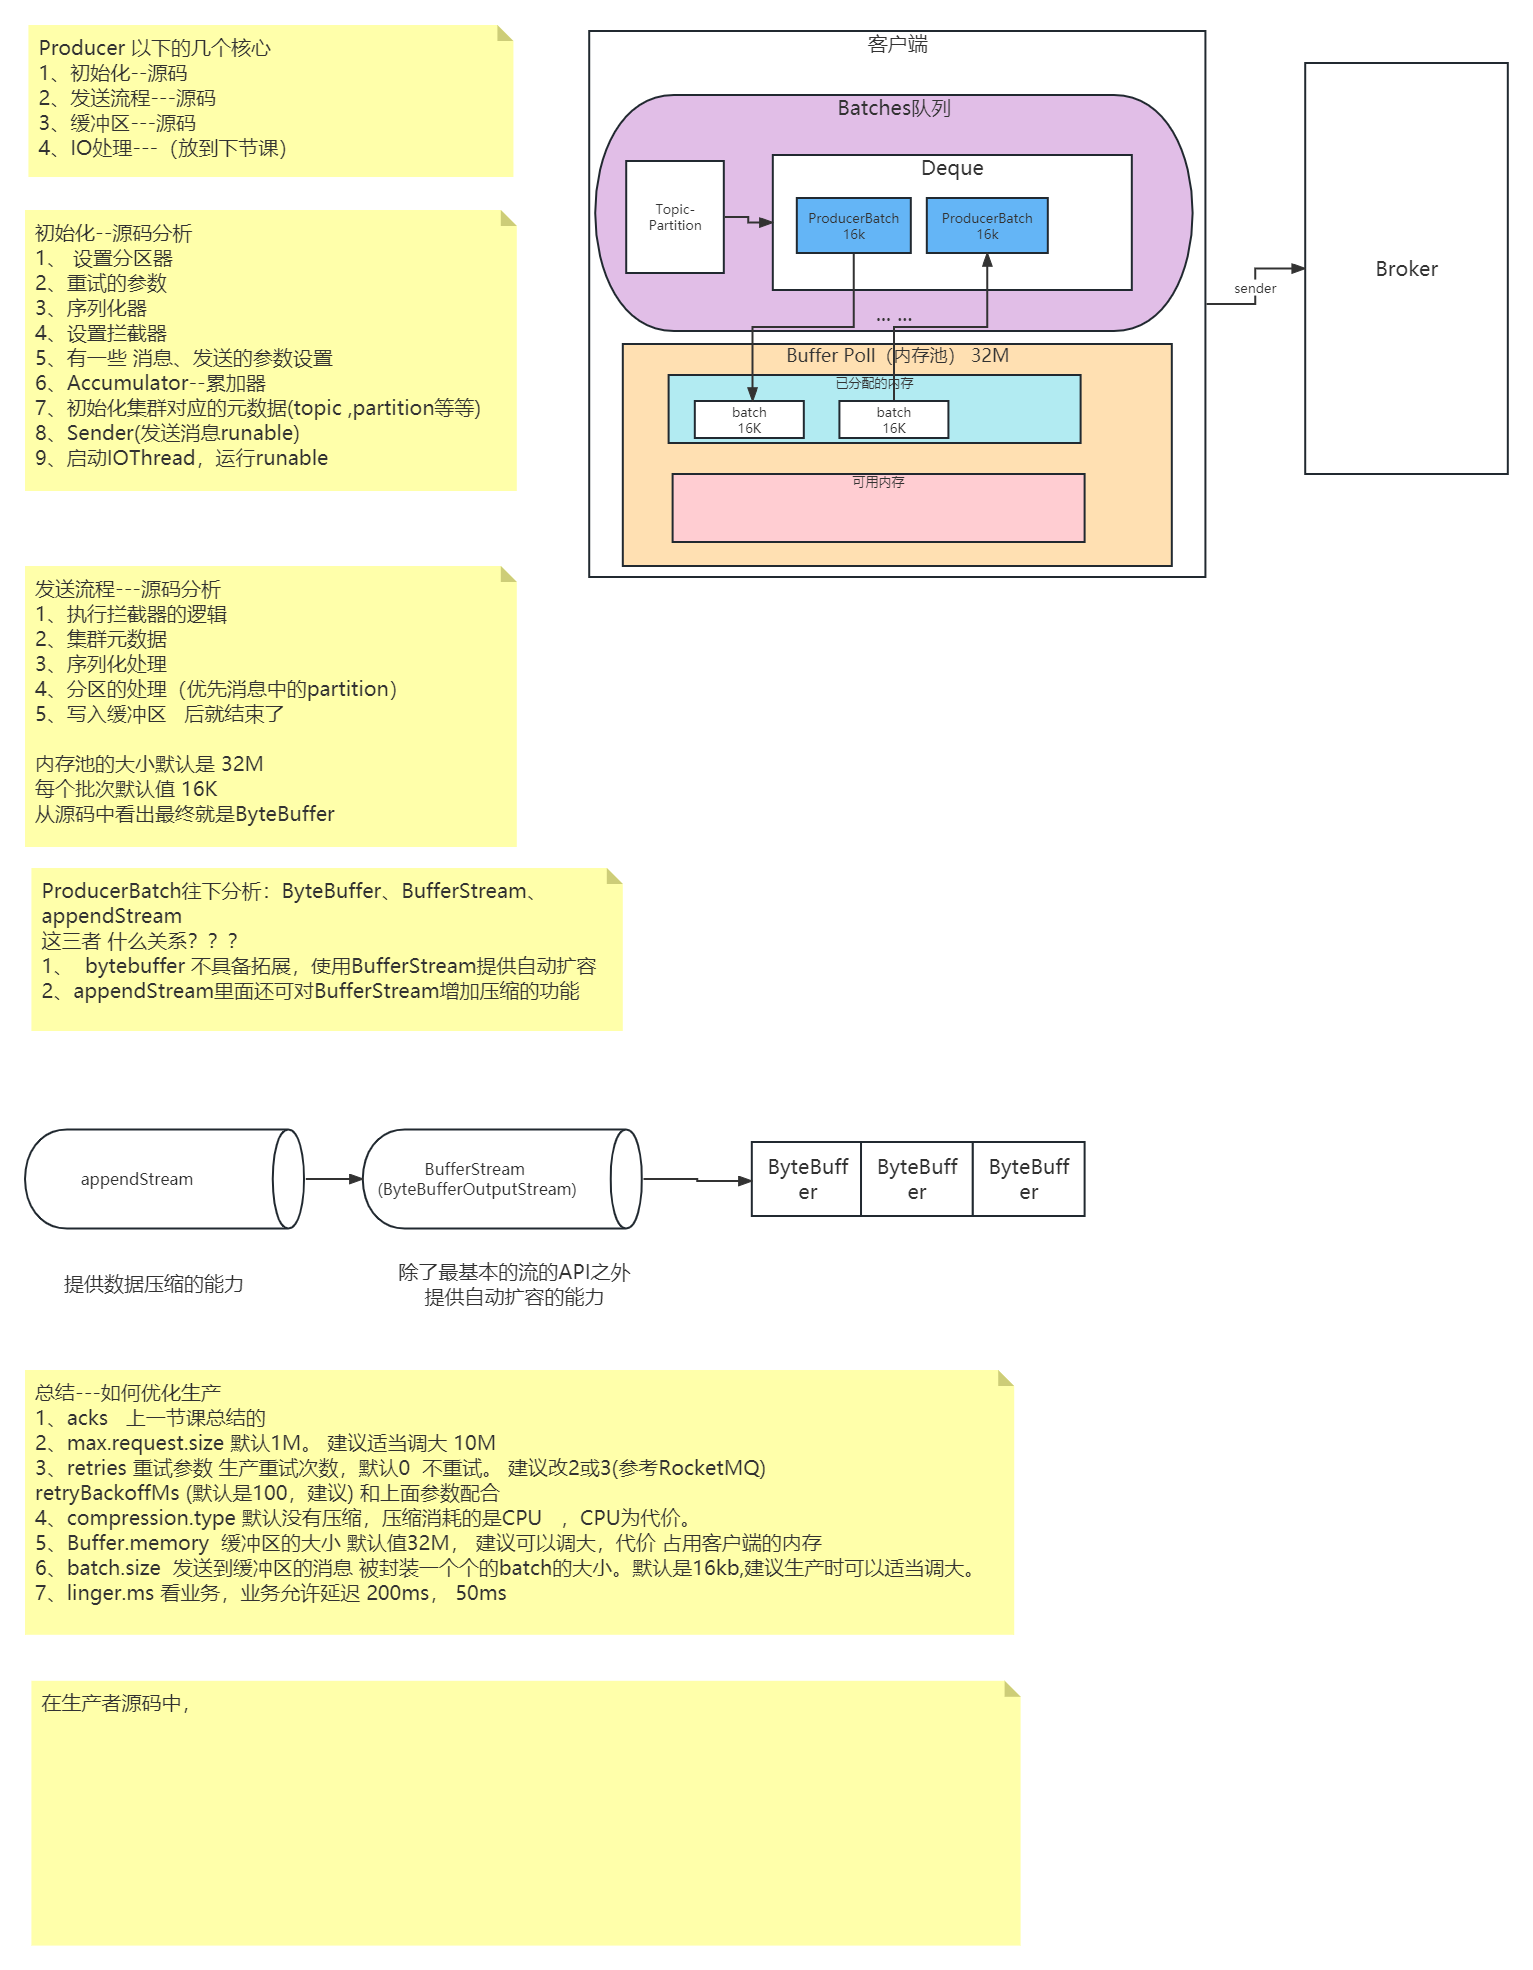 Producer 以下的几个核心
1、初始化--源码
2、发送流程---源码
3、缓冲区---源码
4、IO处理---（放到下节课）
客户端
Batches队列
Topic-
Partition
Deque
ProducerBatch
16k
ProducerBatch
16k
... ...
Buffer Poll（内存池） 32M
已分配的内存
batch
16K
batch
16K
可用内存
sender
Broker
初始化--源码分析
1、 设置分区器
2、重试的参数
3、序列化器
4、设置拦截器
5、有一些 消息、发送的参数设置
6、Accumulator--累加器
7、初始化集群对应的元数据(topic ,partition等等)
8、Sender(发送消息runable)
9、启动IOThread，运行runable
发送流程---源码分析
1、执行拦截器的逻辑
2、集群元数据
3、序列化处理
4、分区的处理（优先消息中的partition）
5、写入缓冲区   后就结束了
内存池的大小默认是 32M
每个批次默认值 16K
从源码中看出最终就是ByteBuffer
ProducerBatch往下分析：ByteBuffer、BufferStream、
appendStream
这三者 什么关系？？？
1、  bytebuffer 不具备拓展，使用BufferStream提供自动扩容
2、appendStream里面还可对BufferStream增加压缩的功能
appendStream
BufferStream
(ByteBufferOutputStream)
ByteBuff
er
ByteBuff
er
ByteBuff
er
提供数据压缩的能力
除了最基本的流的API之外
提供自动扩容的能力
总结---如何优化生产
1、acks   上一节课总结的
2、max.request.size 默认1M。 建议适当调大 10M
3、retries 重试参数 生产重试次数，默认0  不重试。 建议改2或3(参考RocketMQ)
retryBackoffMs (默认是100，建议) 和上面参数配合
4、compression.type 默认没有压缩，压缩消耗的是CPU   ，CPU为代价。
5、Buffer.memory  缓冲区的大小 默认值32M， 建议可以调大，代价 占用客户端的内存
6、batch.size  发送到缓冲区的消息 被封装一个个的batch的大小。默认是16kb,建议生产时可以适当调大。
7、linger.ms 看业务，业务允许延迟 200ms， 50ms
在生产者源码中，